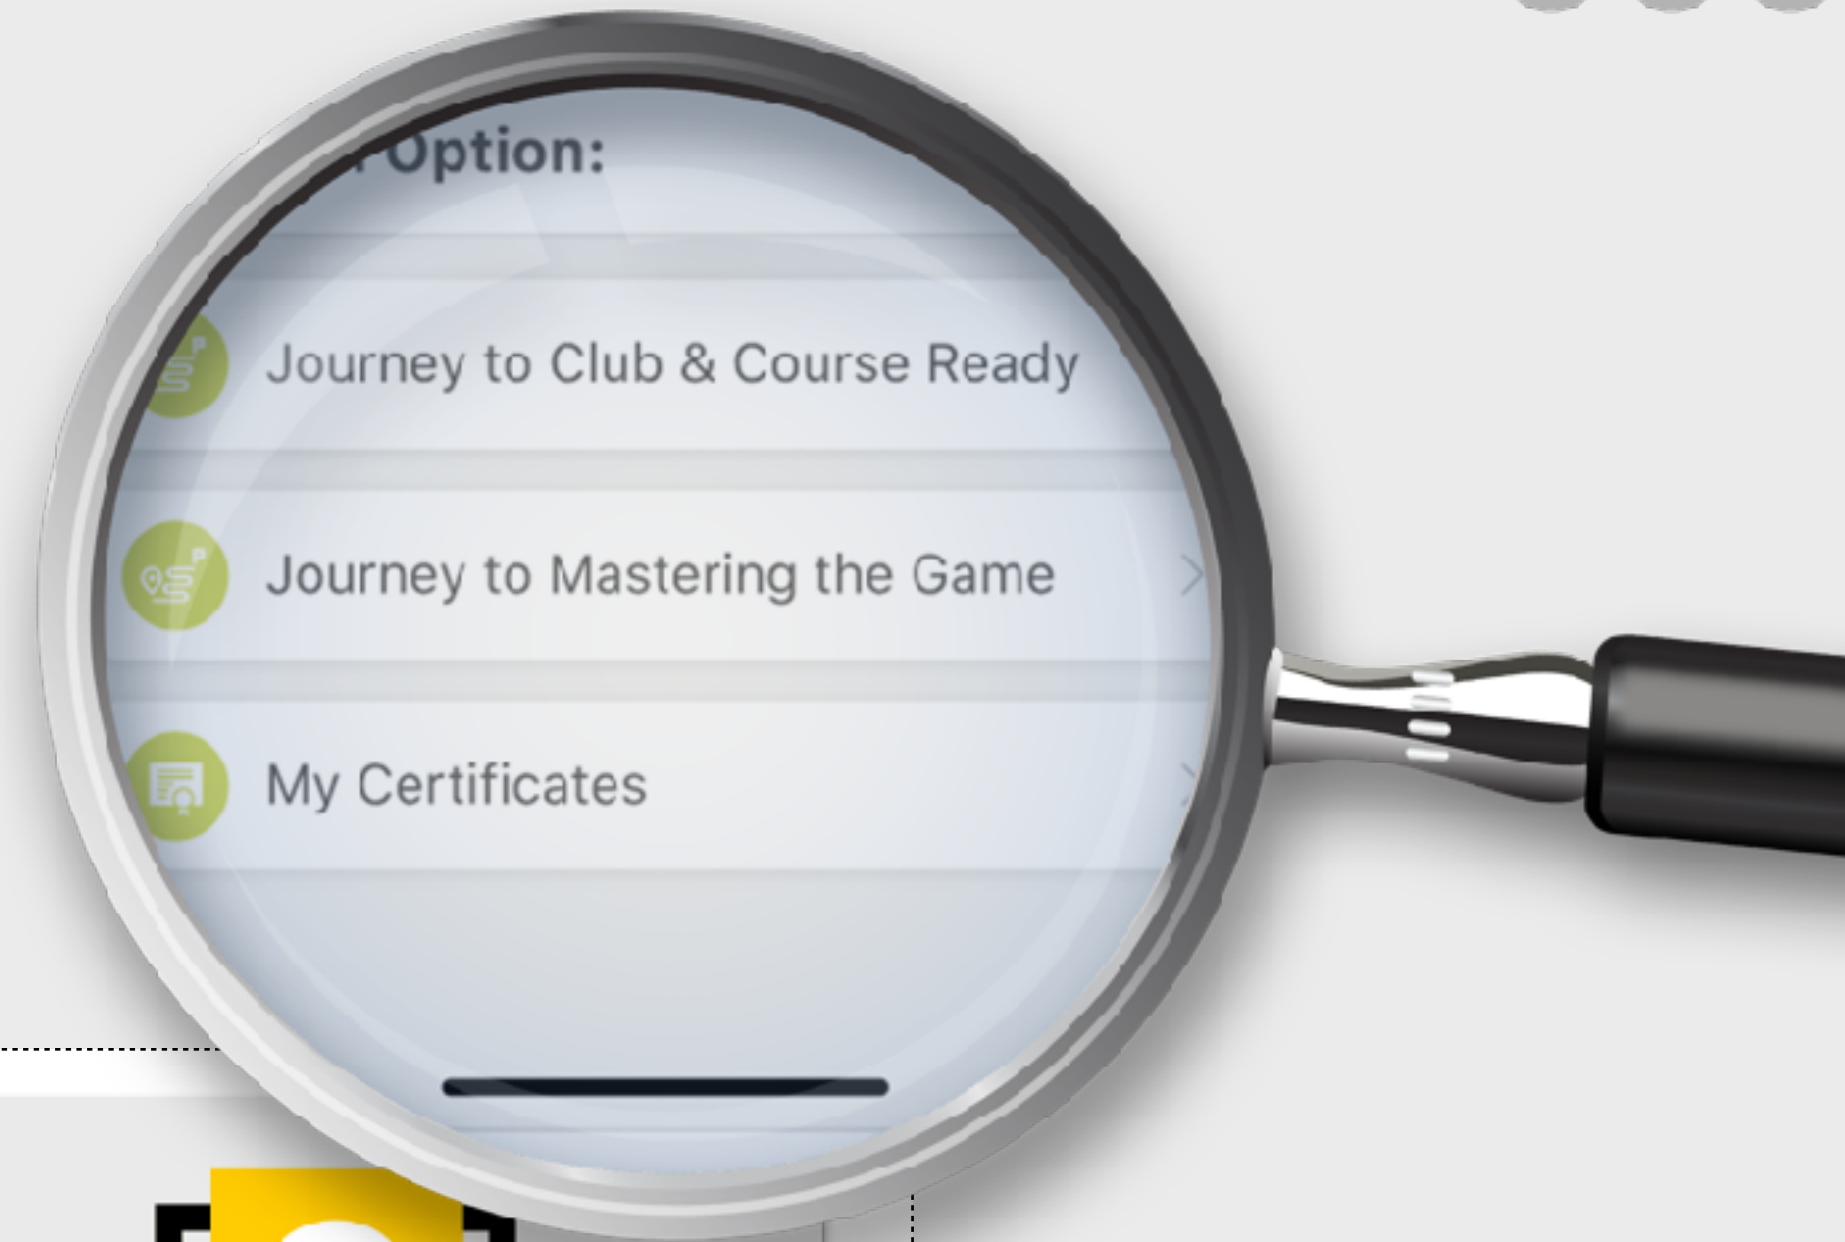 Option:
Journey to Club & Course Ready
Journey to Mastering the Game
My Certificates